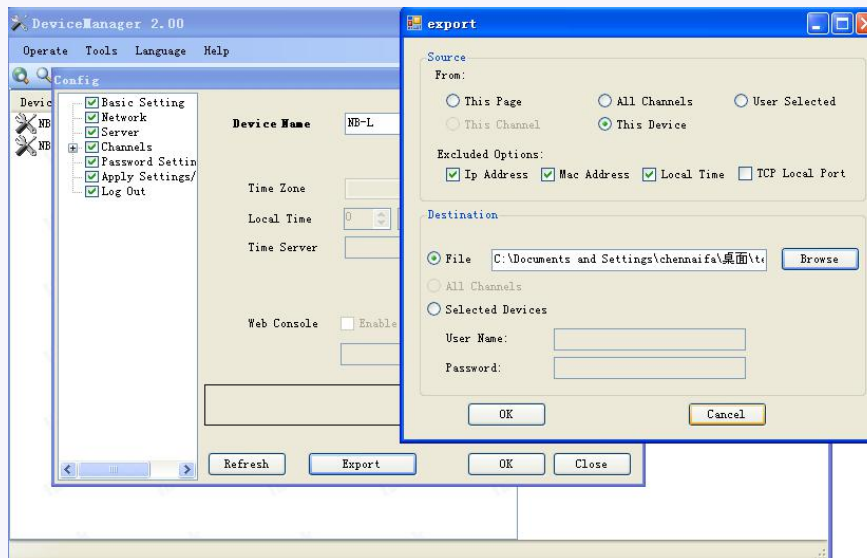 DeviceManager 2.00
Operate Tools Language Help
Config
Devic
NB
NB
Basic Setting
Network
Server
Channels
Password Settin
Apply Settings/
Log Out
Device Name NB-L
Time Zone
Local Time 0
Time Server
Web Console Enable
Refresh Export OK Close
export
Source
From:
This Page All Channels User Selected
This Channel This Device
Excluded Options:
Ip Address Mac Address Local Time TCP Local Port
Destination
File C:\Documents and Settings\chennaifa\桌面\te Browse
All Channels
Selected Devices
User Name:
Password:
OK Cancel